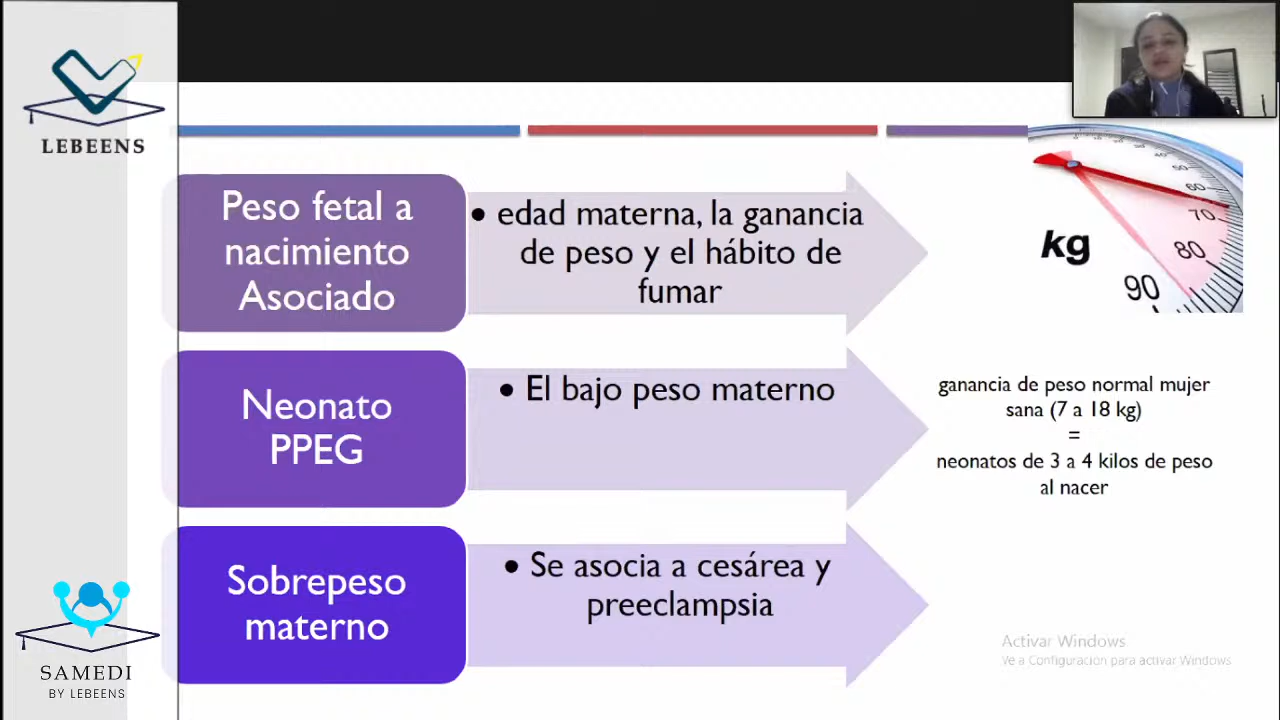 LEBEENS
Peso fetal a
nacimiento
Asociado
• edad materna, la ganancia
de peso y el hábito de
fumar
Neonato
PPEG
• El bajo peso materno
Sobrepeso
materno
• Se asocia a cesárea y
preeclampsia
kg
60
70
80
90
ganancia de peso normal mujer
sana (7 a 18 kg)
=
neonatos de 3 a 4 kilos de peso
al nacer
SAMEDI
BY LEBEENS
Activar Windows
Ve a Configuración para activar Windows